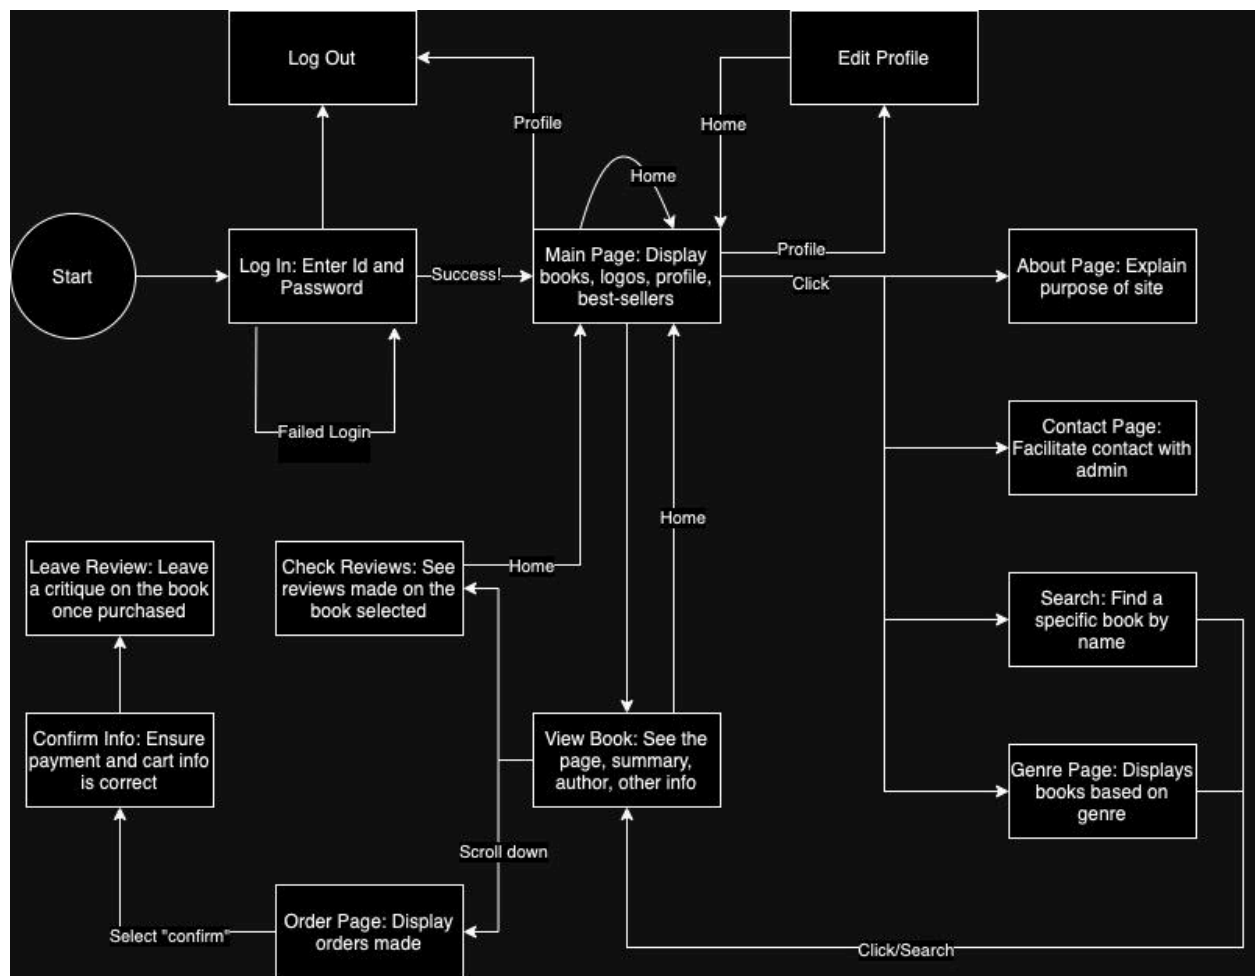 Log Out
Edit Profile
Profile
Home
Home
Start
Log In: Enter Id and
Password
Success!
Main Page: Display
books, logos, profile,
best-sellers
Profile
Click
About Page: Explain
purpose of site
Failed Login
Contact Page:
Facilitate contact with
admin
Home
Leave Review: Leave
a critique on the book
once purchased
Check Reviews: See
reviews made on the
book selected
Home
Search: Find a
specific book by
name
Confirm Info: Ensure
payment and cart info
is correct
View Book: See the
page, summary,
author, other info
Genre Page: Displays
books based on
genre
Scroll down
Order Page: Display
orders made
Select "confirm"
Click/Search